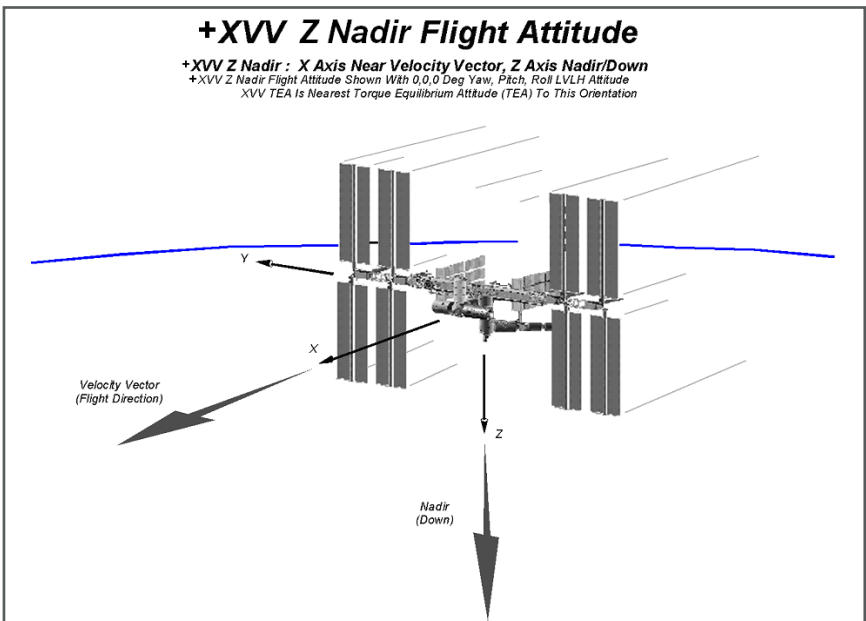 +XVV Z Nadir Flight Attitude
+XVV Z Nadir : X Axis Near Velocity Vector, Z Axis Nadir/Down
+XVV Z Nadir Flight Attitude Shown With 0,0,0 Deg Yaw, Pitch, Roll LVLH Attitude
XVV TEA Is Nearest Torque Equilibrium Attitude (TEA) To This Orientation
Y
X
Velocity Vector
(Flight Direction)
Z
Nadir
(Down)